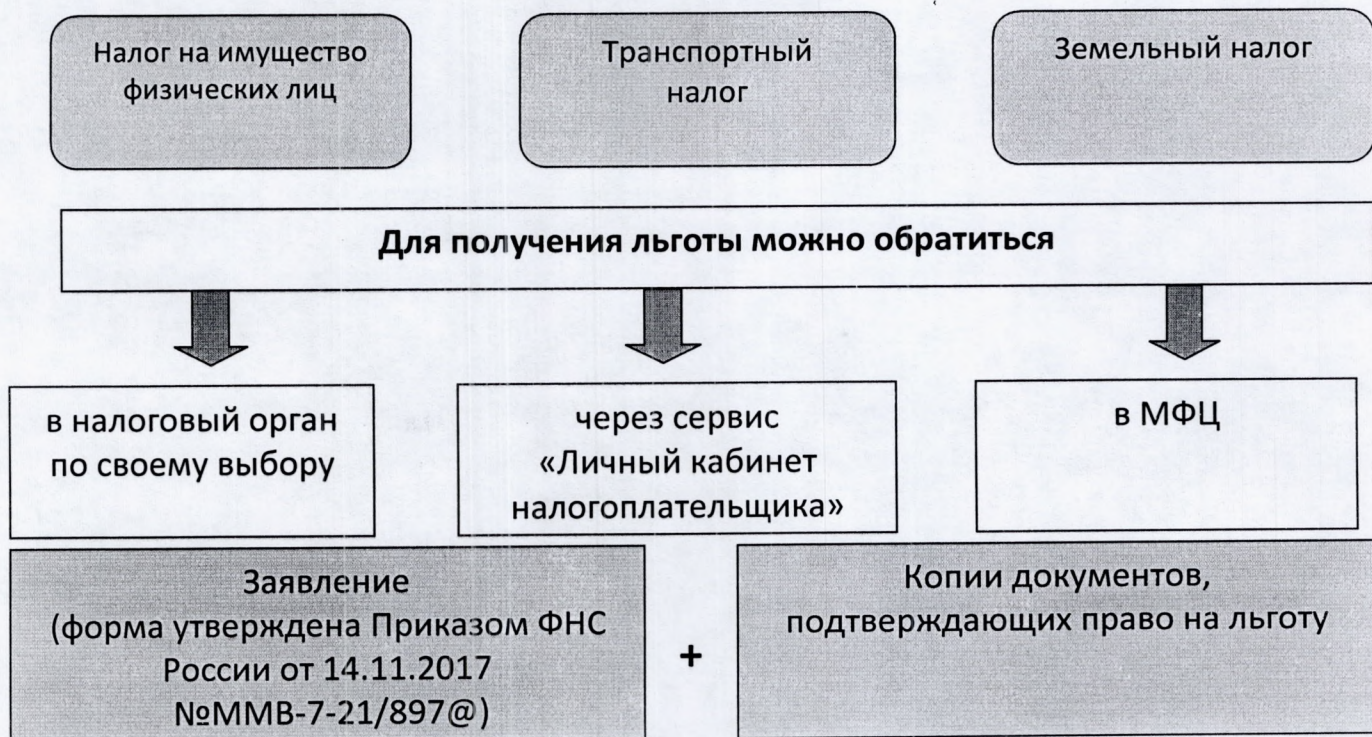 Налог на имущество
физических лиц
Транспортный
налог
Земельный налог
Для получения льготы можно обратиться
в налоговый орган
по своему выбору
через сервис
«Личный кабинет
налогоплательщика»
в МФЦ
Заявление
(форма утверждена Приказом ФНС
России от 14.11.2017
№ММВ-7-21/897@)
+
Копии документов,
подтверждающих право на льготу